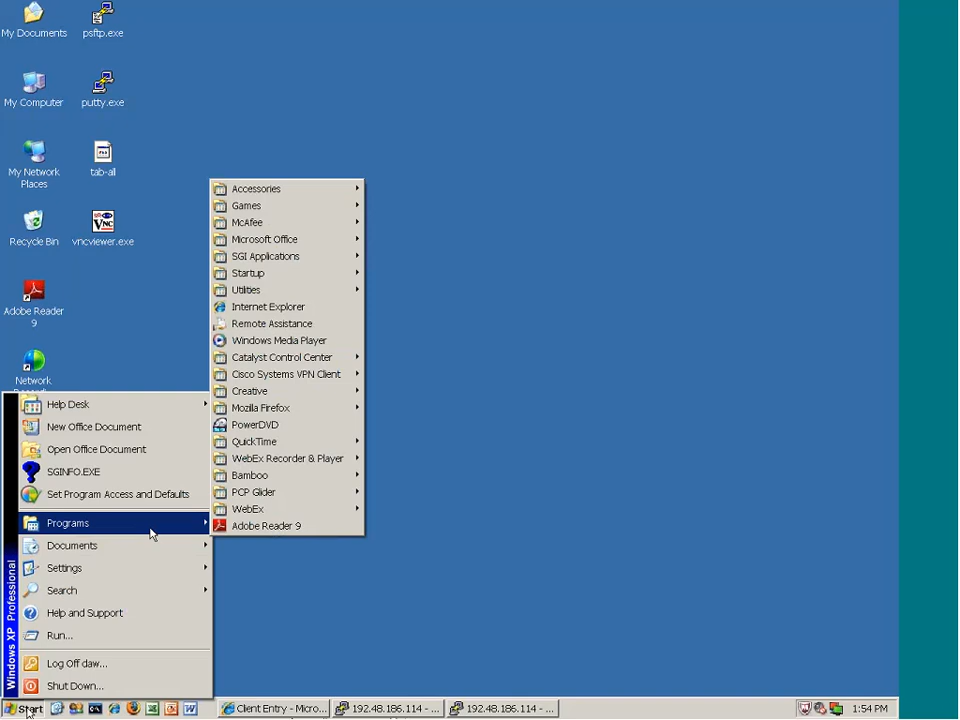 My Documents
psftp.exe
My Computer
putty.exe
My Network
Places
tab-all
Recycle Bin
VNC
vncviewer.exe
Adobe Reader
9
Network
Accessories
Games
McAfee
Microsoft Office
SGI Applications
Startup
Utilities
Internet Explorer
Remote Assistance
Windows Media Player
Catalyst Control Center
Cisco Systems VPN Client
Creative
Mozilla Firefox
PowerDVD
QuickTime
WebEx Recorder & Player
Bamboo
PCP Glider
WebEx
Adobe Reader 9
Help Desk
New Office Document
Open Office Document
SGINFO.EXE
Set Program Access and Defaults
Programs
Documents
Settings
Search
Help and Support
Run...
Log Off daw...
Shut Down...
Windows XP Professional
Start
Client Entry - Micro...
192.48.186.114 - ...
192.48.186.114 - ...
1:54 PM